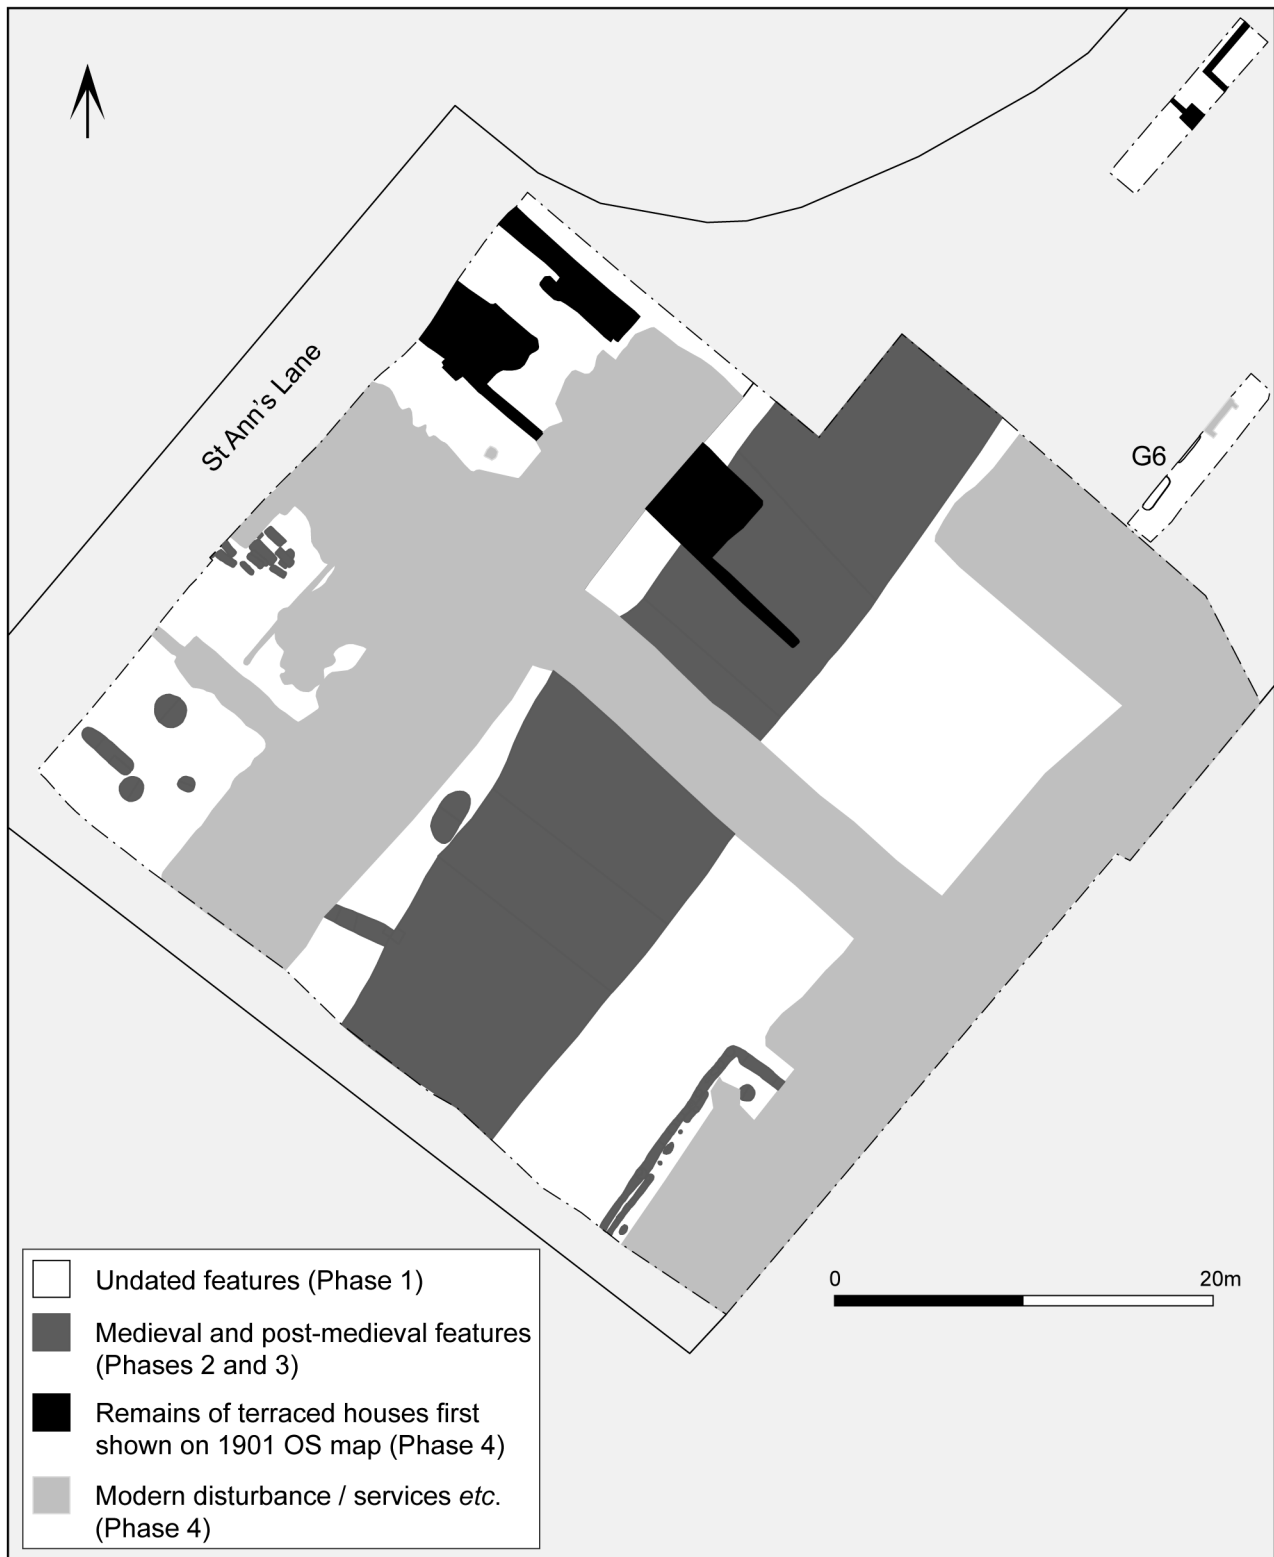 St Ann's Lane
G6
0 20m
Undated features (Phase 1)
Medieval and post-medieval features
(Phases 2 and 3)
Remains of terraced houses first
shown on 1901 OS map (Phase 4)
Modern disturbance / services etc.
(Phase 4)